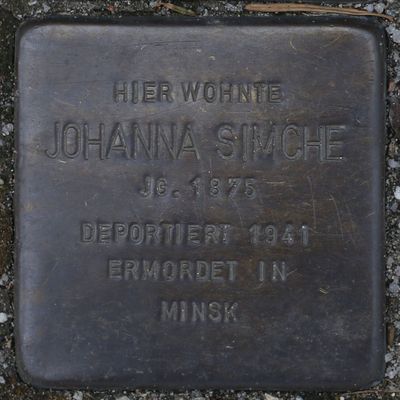 HIER WOHNTE
JOHANNA SIMCHE
JG. 1875
DEPORTIERT 1941
ERMORDET IN
MINSK